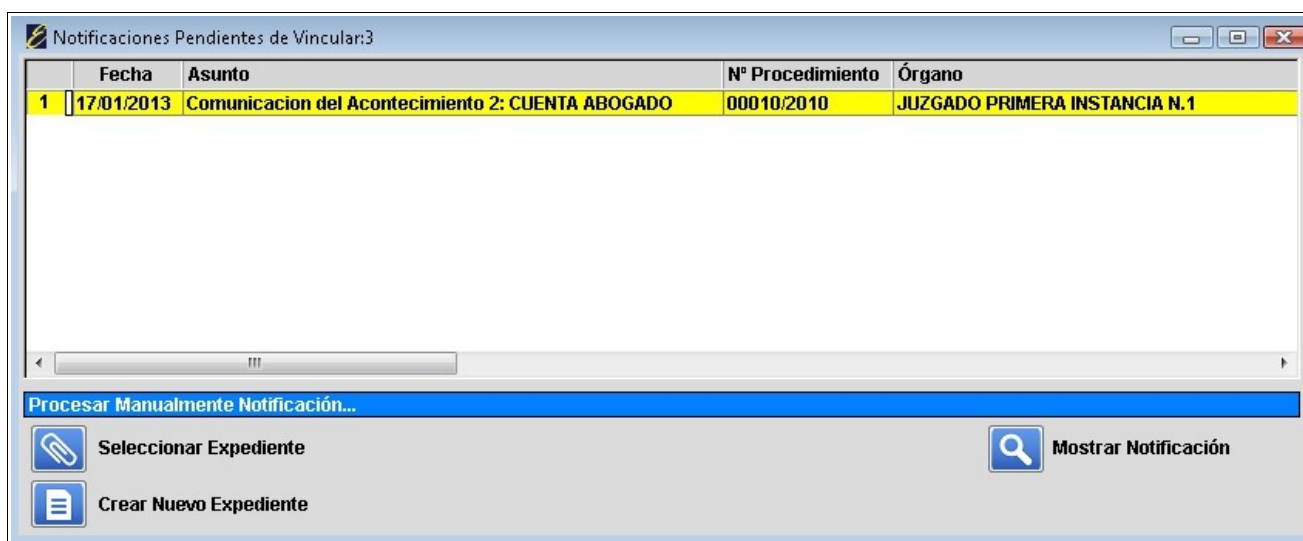 Notificaciones Pendientes de Vincular:3
Fecha Asunto Nº Procedimiento Órgano
1 17/01/2013 Comunicacion del Acontecimiento 2: CUENTA ABOGADO 00010/2010 JUZGADO PRIMERA INSTANCIA N.1
Procesar Manualmente Notificación...
Seleccionar Expediente Mostrar Notificación
Crear Nuevo Expediente